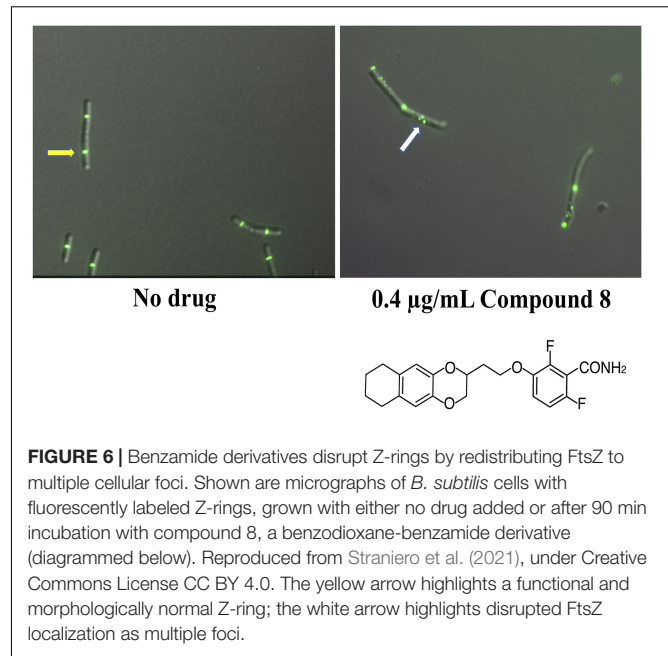 No drug
0.4 µg/mL Compound 8
F
O
O
CONH₂
O
F
FIGURE 6 | Benzamide derivatives disrupt Z-rings by redistributing FtsZ to
multiple cellular foci. Shown are micrographs of B. subtilis cells with
fluorescently labeled Z-rings, grown with either no drug added or after 90 min
incubation with compound 8, a benzodioxane-benzamide derivative
(diagrammed below). Reproduced from Straniero et al. (2021), under Creative
Commons License CC BY 4.0. The yellow arrow highlights a functional and
morphologically normal Z-ring; the white arrow highlights disrupted FtsZ
localization as multiple foci.